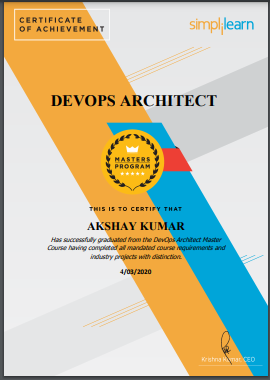 CERTIFICATE
OF ACHIEVEMENT
simplilearn
DEVOPS ARCHITECT
MASTERS
PROGRAM
THIS IS TO CERTIFY THAT
AKSHAY KUMAR
Has successfully graduated from the DevOps Architect Master
Course having completed all mandated course requirements and
industry projects with distinction.
4/03/2020
Krishna Kumar, CEO